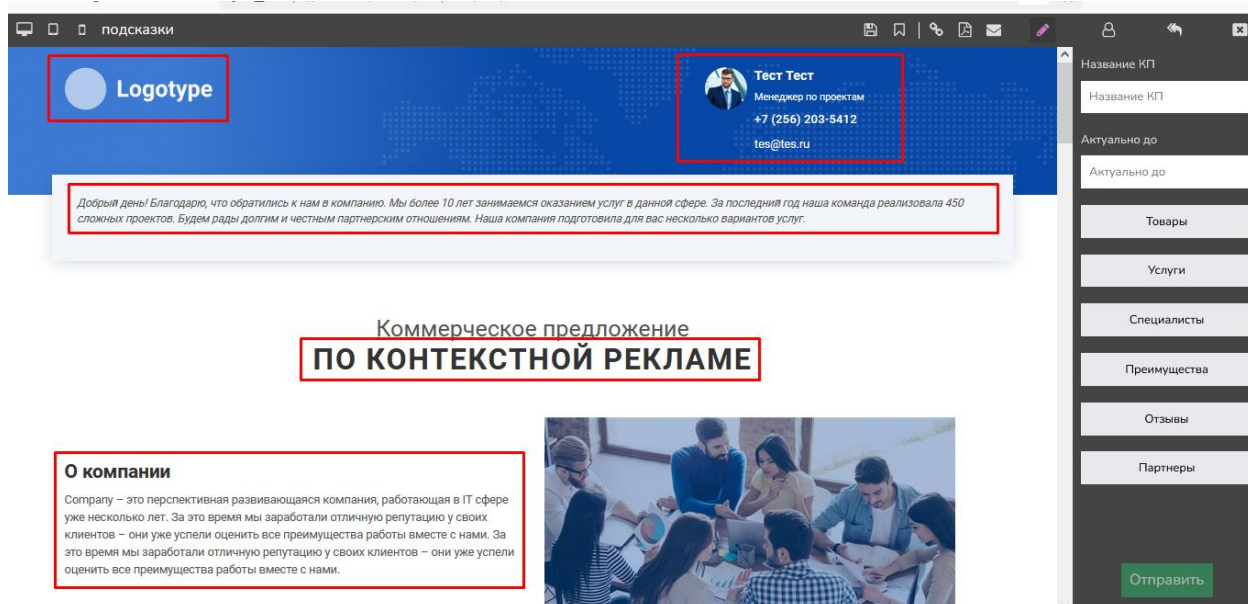 подсказки
Logotype
Тест Тест
Менеджер по проектам
+7 (256) 203-5412
tes@tes.ru
Добрый день! Благодарю, что обратились к нам в компанию. Мы более 10 лет занимаемся оказанием услуг в данной сфере. За последний год наша команда реализовала 450
сложных проектов. Будем рады долгим и честным партнерским отношениям. Наша компания подготовила для вас несколько вариантов услуг.
Коммерческое предложение
ПО КОНТЕКСТНОЙ РЕКЛАМЕ
О компании
Company – это перспективная развивающаяся компания, работающая в IT сфере
уже несколько лет. За это время мы заработали отличную репутацию у своих
клиентов – они уже успели оценить все преимущества работы вместе с нами. За
это время мы заработали отличную репутацию у своих клиентов – они уже успели
оценить все преимущества работы вместе с нами.
Название КП
Название КП
Актуально до
Актуально до
Товары
Услуги
Специалисты
Преимущества
Отзывы
Партнеры
Отправить